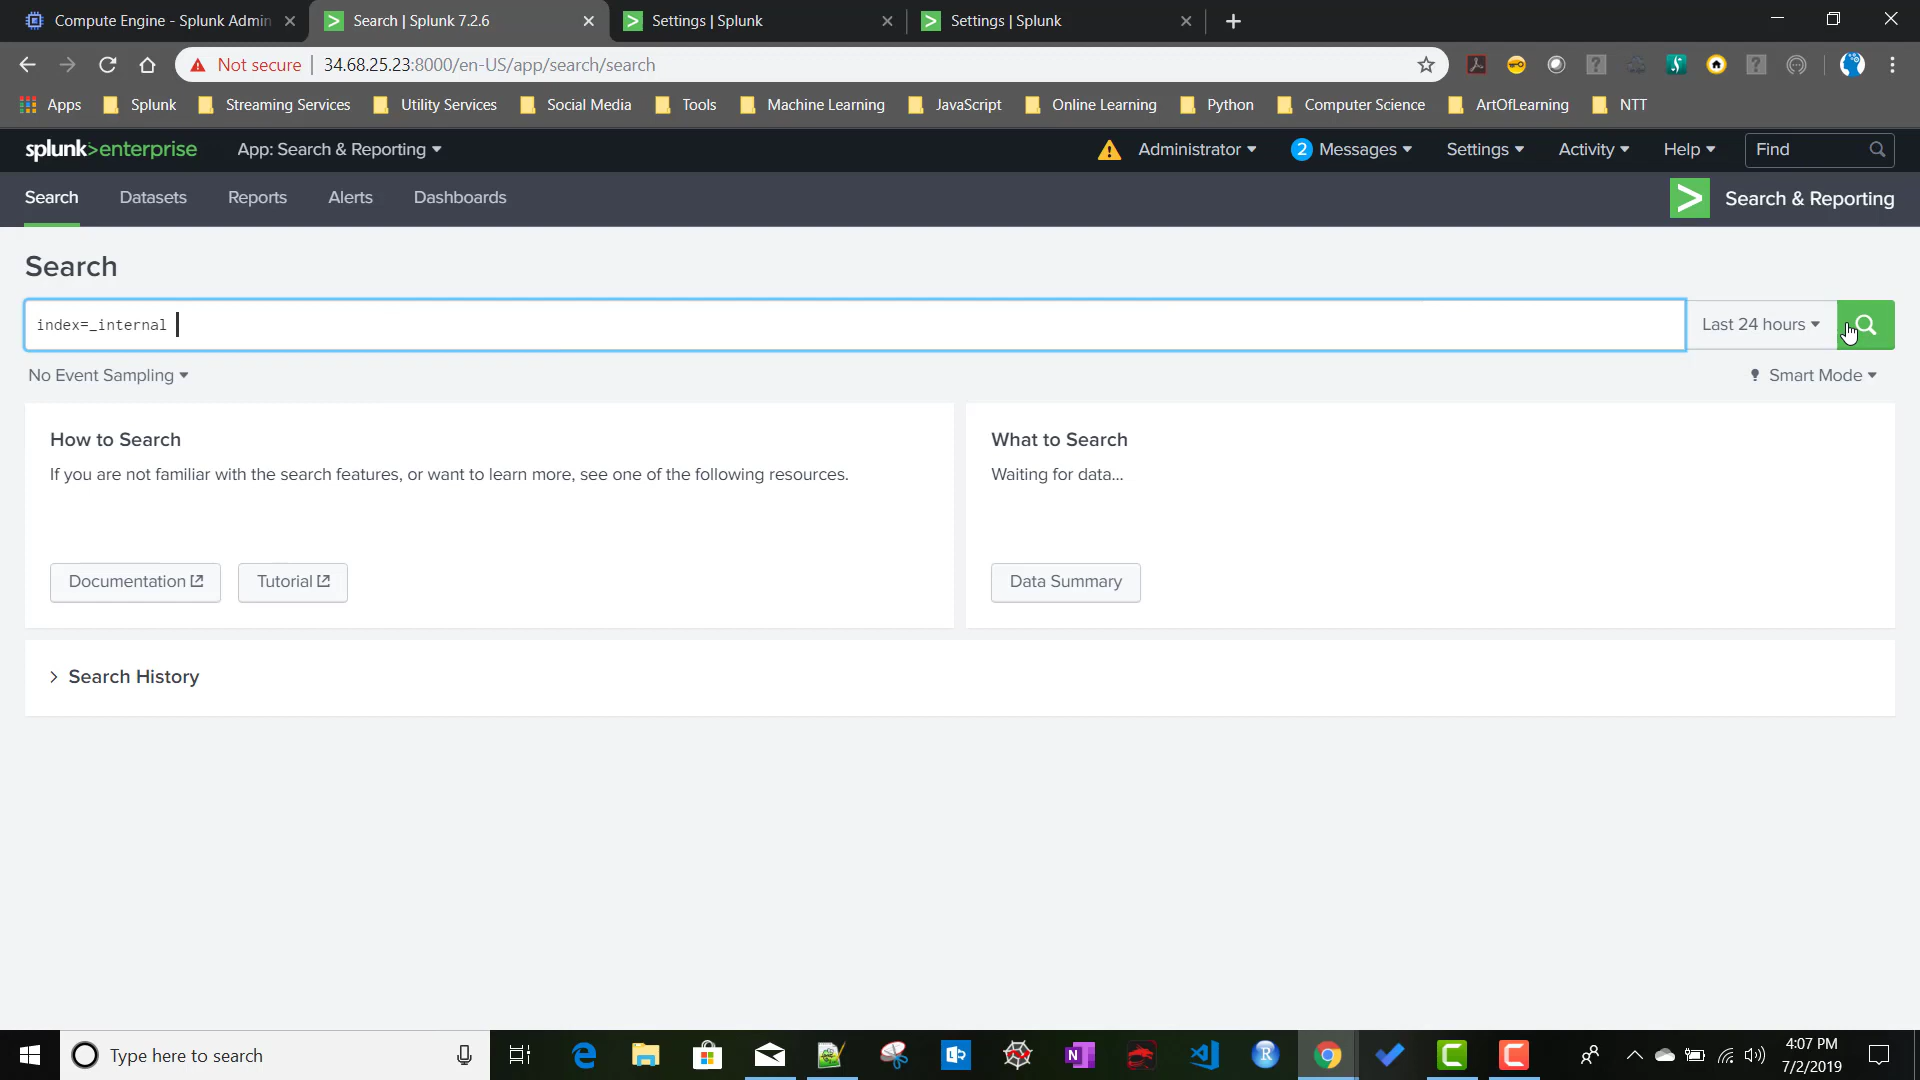 Compute Engine - Splunk Admin
Search | Splunk 7.2.6
Settings | Splunk
Settings | Splunk
Not secure
34.68.25.23:8000/en-US/app/search/search
Apps
Splunk
Streaming Services
Utility Services
Social Media
Tools
Machine Learning
JavaScript
Online Learning
Python
Computer Science
ArtOfLearning
NTT
splunk>enterprise
App: Search & Reporting
Administrator
2 Messages
Settings
Activity
Help
Find
Search
Datasets
Reports
Alerts
Dashboards
Search & Reporting
Search
index=_internal
Last 24 hours
No Event Sampling
Smart Mode
How to Search
If you are not familiar with the search features, or want to learn more, see one of the following resources.
Documentation
Tutorial
What to Search
Waiting for data...
Data Summary
Search History
Type here to search
4:07 PM
7/2/2019